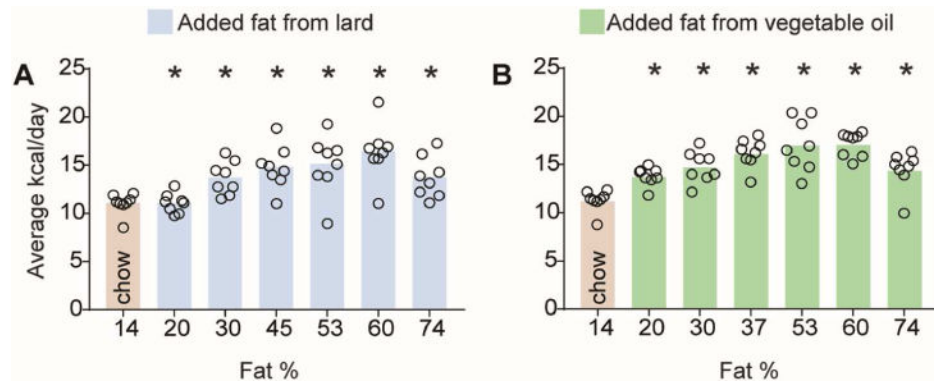 Added fat from lard
Added fat from vegetable oil
A
* * * * * *
25
20
15
10
5
0
Average kcal/day
chow
14 20 30 45 53 60 74
Fat %
B
* * * * * *
25
20
15
10
5
0
chow
14 20 30 37 53 60 74
Fat %